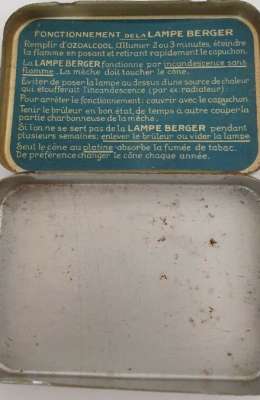 FONCTIONNEMENT DE LA LAMPE BERGER
Remplir d'OZOALCOOL, l'Allumer 2 ou 3 minutes, éteindre
la flamme en posant et retirant rapidement le capuchon.
La LAMPE BERGER fonctionne par incandescence sans
flamme. La mèche doit toucher le cône.
Eviter de poser la lampe au dessus d'une source de chaleur
qui étoufferait l'incandescence (par ex: radiateur)
Pour arrêter le fonctionnement: couvrir avec le capuchon
Tenir le brûleur en bon état, de temps à autre couper la
partie charbonneuse de la mèche.
Si l'on ne se sert pas de la LAMPE BERGER pendant
plusieurs semaines: enlever le brûleur ou vider la lampe
Seul le cône au platine absorbe la fumée de tabac.
De préférence changer le cône chaque année.